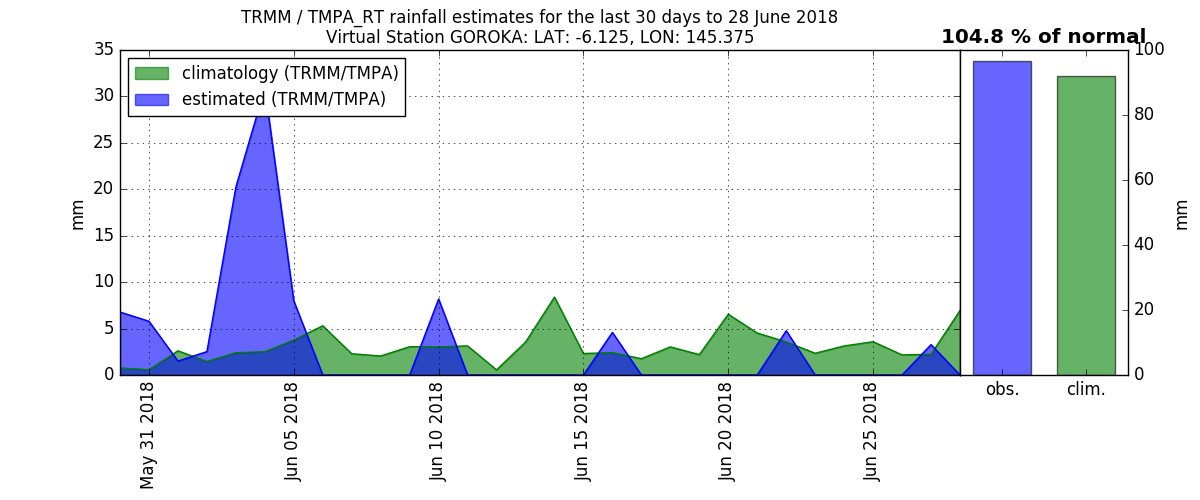 TRMM / TMPA_RT rainfall estimates for the last 30 days to 28 June 2018
Virtual Station GOROKA: LAT: -6.125, LON: 145.375
104.8 % of normal
climatology (TRMM/TMPA)
estimated (TRMM/TMPA)
35
30
25
20
15
10
5
0
mm
May 31 2018
Jun 05 2018
Jun 10 2018
Jun 15 2018
Jun 20 2018
Jun 25 2018
100
80
60
40
20
0
mm
obs.
clim.